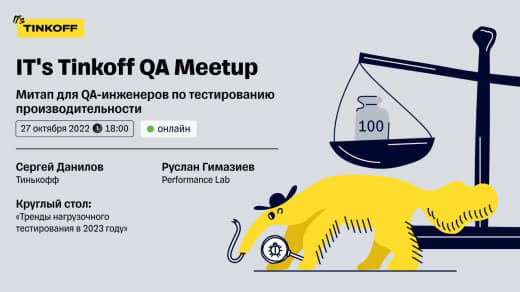 IT's
TINKOFF
IT's Tinkoff QA Meetup
Митап для QA-инженеров по тестированию
производительности
27 октября 2022 18:00 онлайн
Сергей Данилов
Тинькофф
Руслан Гимазиев
Performance Lab
Круглый стол:
«Тренды нагрузочного
тестирования в 2023 году»
100